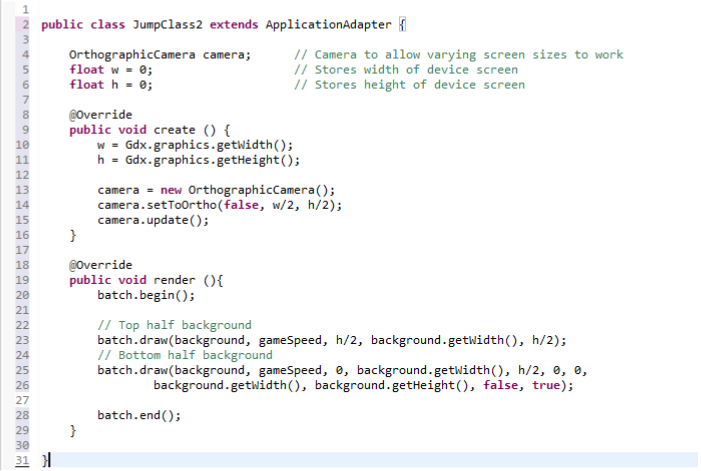 1
2 public class JumpClass2 extends ApplicationAdapter {
3
4 OrthographicCamera camera; // Camera to allow varying screen sizes to work
5 float w = 0; // Stores width of device screen
6 float h = 0; // Stores height of device screen
7
8 @Override
9 public void create () {
10 w = Gdx.graphics.getWidth();
11 h = Gdx.graphics.getHeight();
12
13 camera = new OrthographicCamera();
14 camera.setToOrtho(false, w/2, h/2);
15 camera.update();
16 }
17
18 @Override
19 public void render (){
20 batch.begin();
21
22 // Top half background
23 batch.draw(background, gameSpeed, h/2, background.getWidth(), h/2);
24 // Bottom half background
25 batch.draw(background, gameSpeed, 0, background.getWidth(), h/2, 0, 0,
26 background.getWidth(), background.getHeight(), false, true);
27
28 batch.end();
29 }
30
31 }